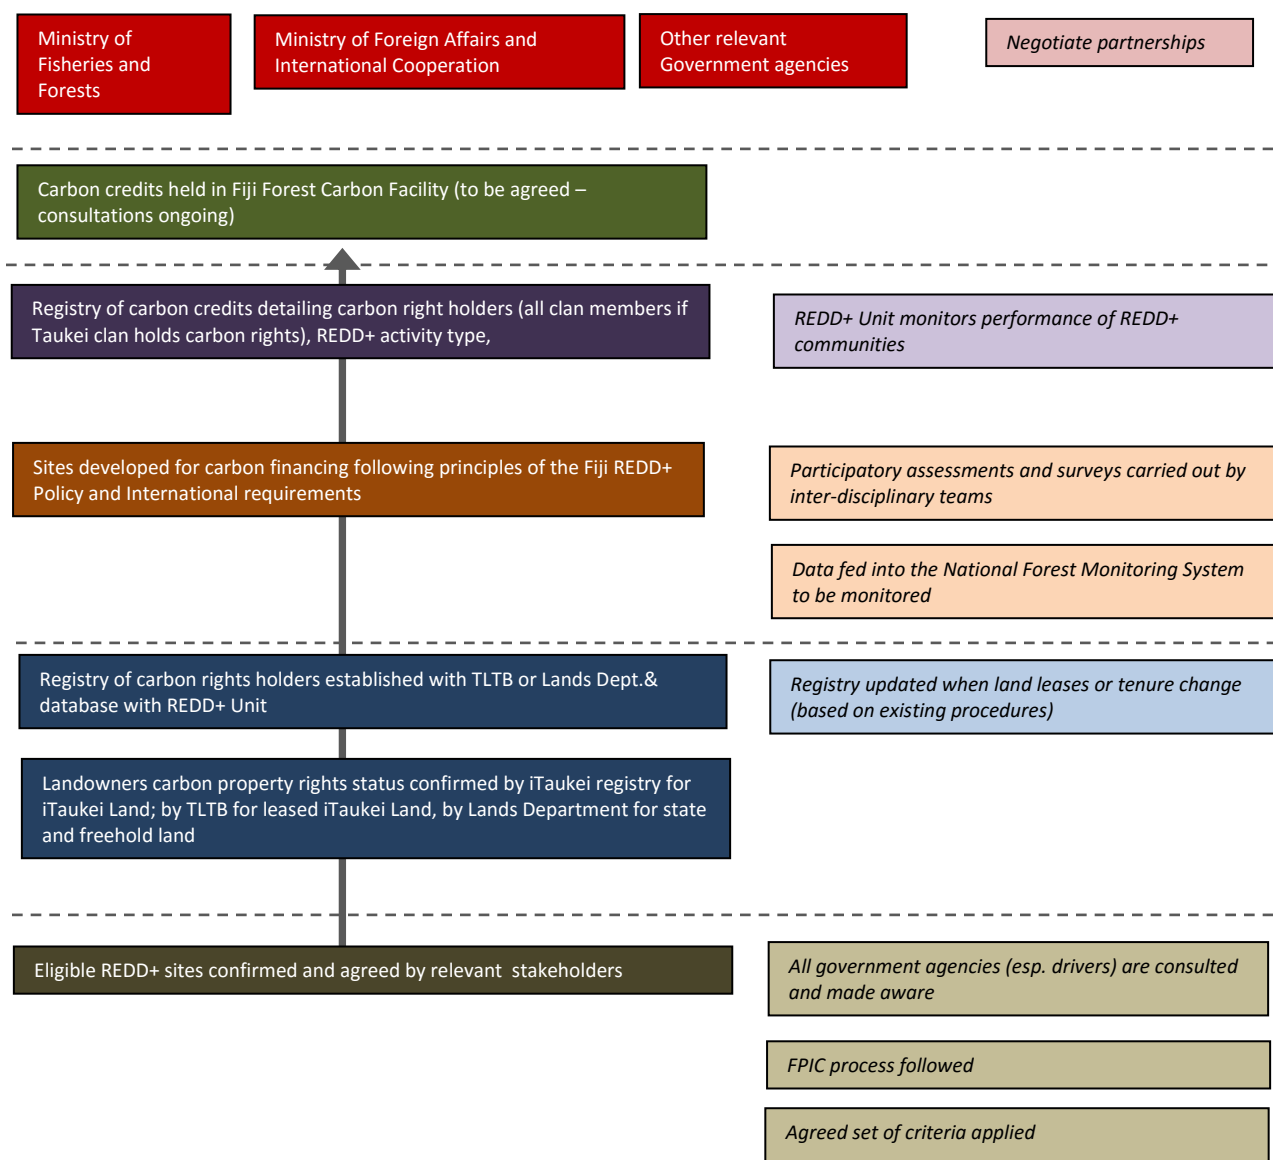 Ministry of
Fisheries and
Forests
Ministry of Foreign Affairs and
International Cooperation
Other relevant
Government agencies
Negotiate partnerships
Carbon credits held in Fiji Forest Carbon Facility (to be agreed –
consultations ongoing)
Registry of carbon credits detailing carbon right holders (all clan members if
Taukei clan holds carbon rights), REDD+ activity type,
REDD+ Unit monitors performance of REDD+
communities
Sites developed for carbon financing following principles of the Fiji REDD+
Policy and International requirements
Participatory assessments and surveys carried out by
inter-disciplinary teams
Data fed into the National Forest Monitoring System
to be monitored
Registry of carbon rights holders established with TLTB or Lands Dept.&
database with REDD+ Unit
Registry updated when land leases or tenure change
(based on existing procedures)
Landowners carbon property rights status confirmed by iTaukei registry for
iTaukei Land; by TLTB for leased iTaukei Land, by Lands Department for state
and freehold land
Eligible REDD+ sites confirmed and agreed by relevant  stakeholders
All government agencies (esp. drivers) are consulted
and made aware
FPIC process followed
Agreed set of criteria applied